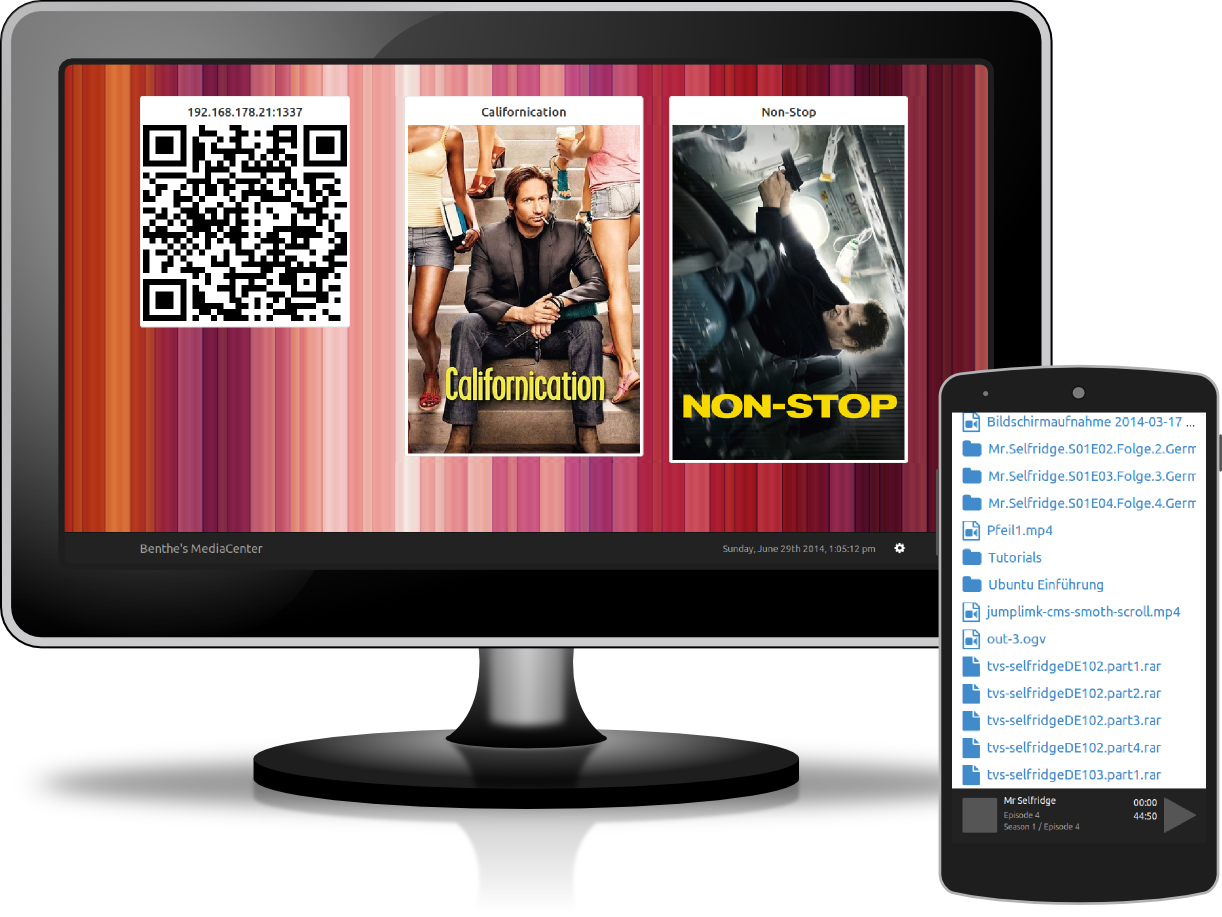 192.168.178.21:1337
Californication
Non-Stop
Californication
EXIT
NON-STOP
Benthe's MediaCenter
Sunday, June 29th 2014, 1:05:12 pm
Bildschirmaufnahme 2014-03-17 ...
Mr.Selfridge.S01E02.Folge.2.Germ
Mr.Selfridge.S01E03.Folge.3.Germ
Mr.Selfridge.S01E04.Folge.4.Germ
Pfeil1.mp4
Tutorials
Ubuntu Einführung
jumplimk-cms-smoth-scroll.mp4
out-3.ogv
tvs-selfridgeDE102.part1.rar
tvs-selfridgeDE102.part2.rar
tvs-selfridgeDE102.part3.rar
tvs-selfridgeDE102.part4.rar
tvs-selfridgeDE103.part1.rar
Mr Selfridge 00:00
Episode 4 44:50
Season 1 / Episode 4